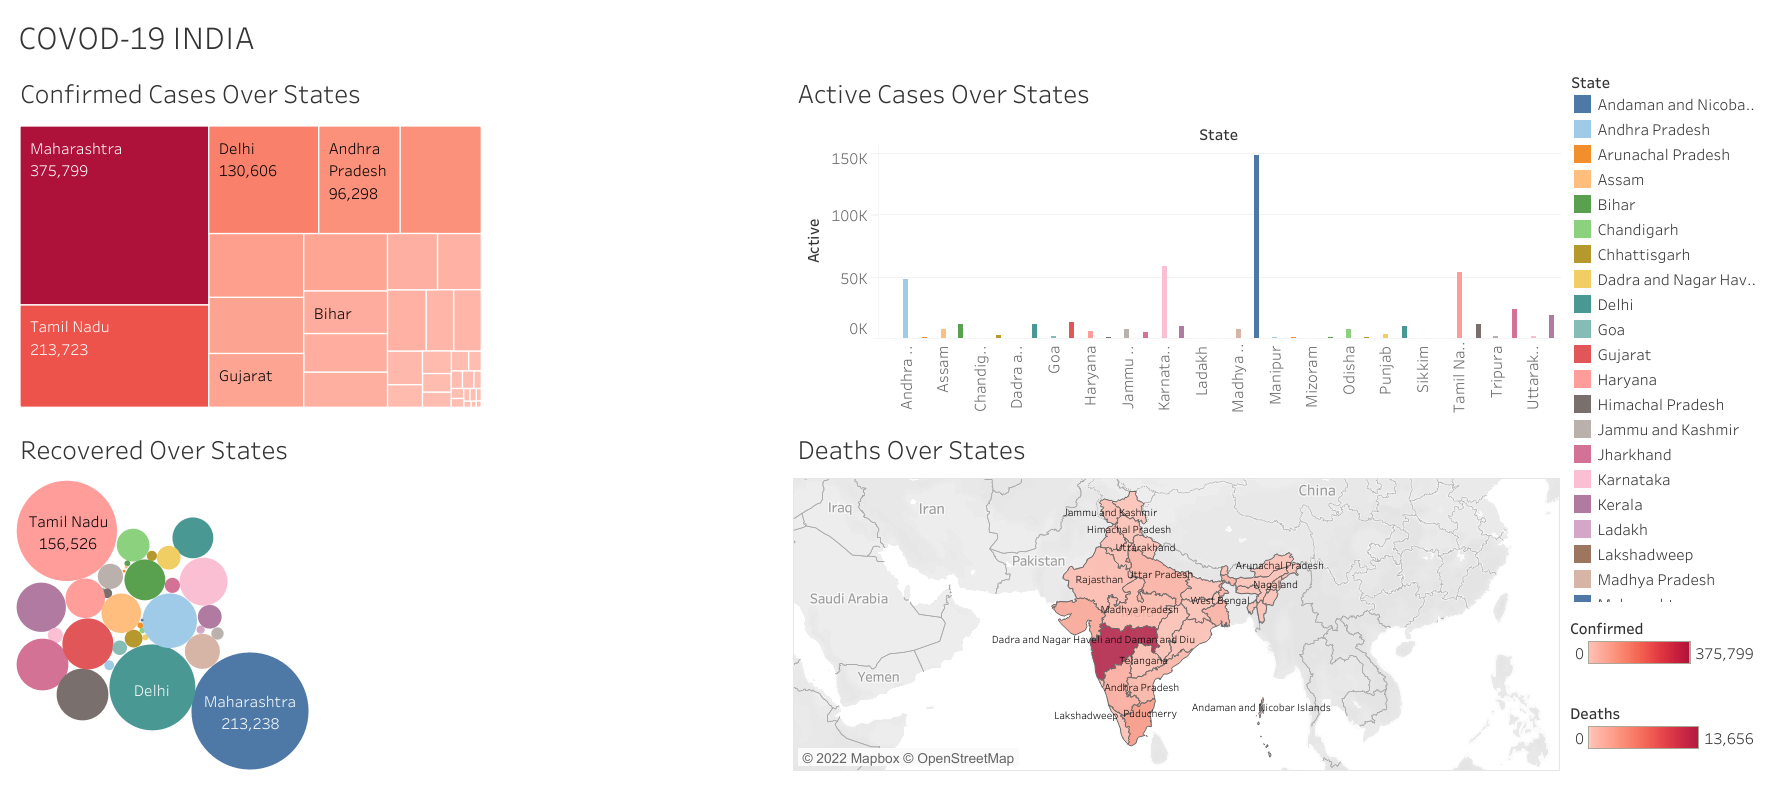 COVOD-19 INDIA
Confirmed Cases Over States
Maharashtra
375,799
Delhi
130,606
Andhra
Pradesh
96,298
Tamil Nadu
213,723
Bihar
Gujarat
Active Cases Over States
State
Active
150K
100K
50K
0K
Andhra ..
Assam
Chandig..
Dadra ..
Goa
Haryana
Jammu ..
Karnata..
Ladakh
Madhya ..
Manipur
Mizoram
Odisha
Punjab
Sikkim
Tamil Na..
Tripura
Uttarak..
Recovered Over States
Tamil Nadu
156,526
Delhi
Maharashtra
213,238
Deaths Over States
China
Iraq
Iran
Pakistan
Saudi Arabia
Yemen
Jammu and Kashmir
Himachal Pradesh
Uttarakhand
Arunachal Pradesh
Rajasthan
Uttar Pradesh
Nagaland
West Bengal
Madhya Pradesh
Dadra and Nagar Haveli and Daman and Diu
Telangana
Andhra Pradesh
Lakshadweep
Puducherry
Andaman and Nicobar Islands
© 2022 Mapbox © OpenStreetMap
State
Andaman and Nicoba..
Andhra Pradesh
Arunachal Pradesh
Assam
Bihar
Chandigarh
Chhattisgarh
Dadra and Nagar Hav..
Delhi
Goa
Gujarat
Haryana
Himachal Pradesh
Jammu and Kashmir
Jharkhand
Karnataka
Kerala
Ladakh
Lakshadweep
Madhya Pradesh
Confirmed
0 375,799
Deaths
0 13,656